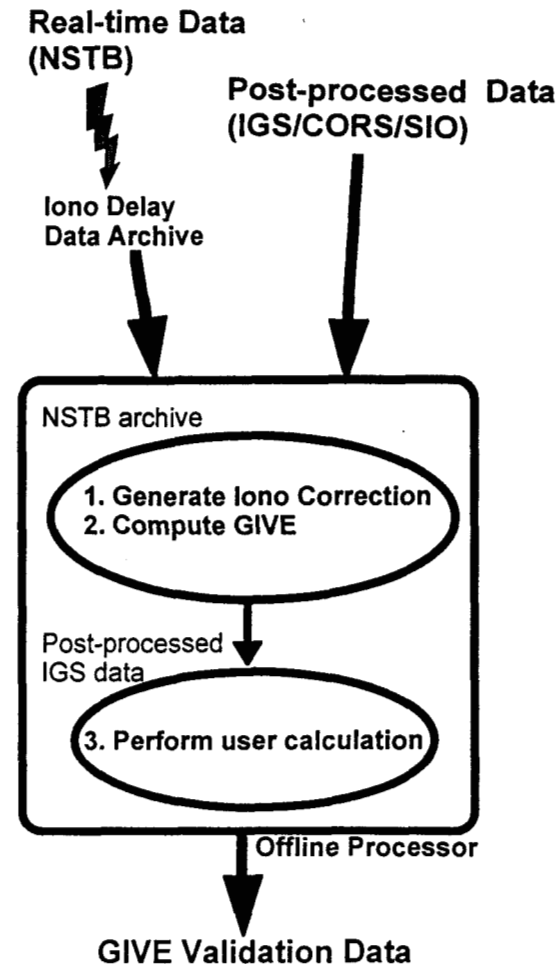 Real-time Data
(NSTB)
Post-processed Data
(IGS/CORS/SIO)
Iono Delay
Data Archive
NSTB archive
1. Generate Iono Correction
2. Compute GIVE
Post-processed
IGS data
3. Perform user calculation
Offline Processor
GIVE Validation Data